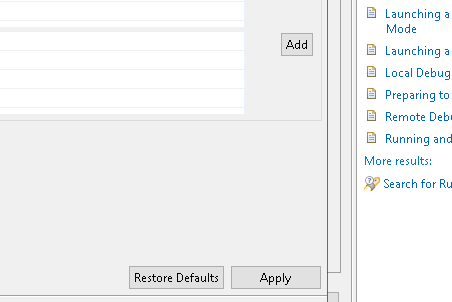 Launching a
Mode
Launching a
Add
Local Debug
Preparing to
Remote Deb
Running and
More results:
Search for Ru
Restore Defaults
Apply